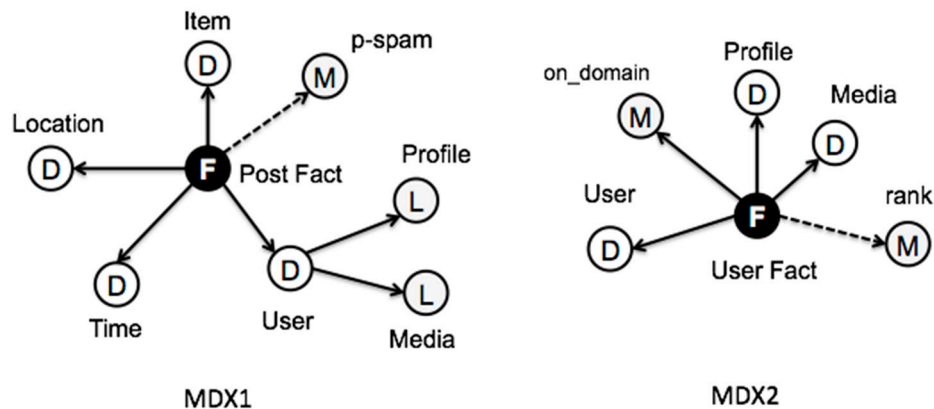 Item
D
p-spam
M
Location
D
F
Post Fact
Profile
L
D
Time
D
User
L
Media
MDX1
on_domain
M
Profile
D
Media
D
User
D
F
User Fact
rank
M
MDX2